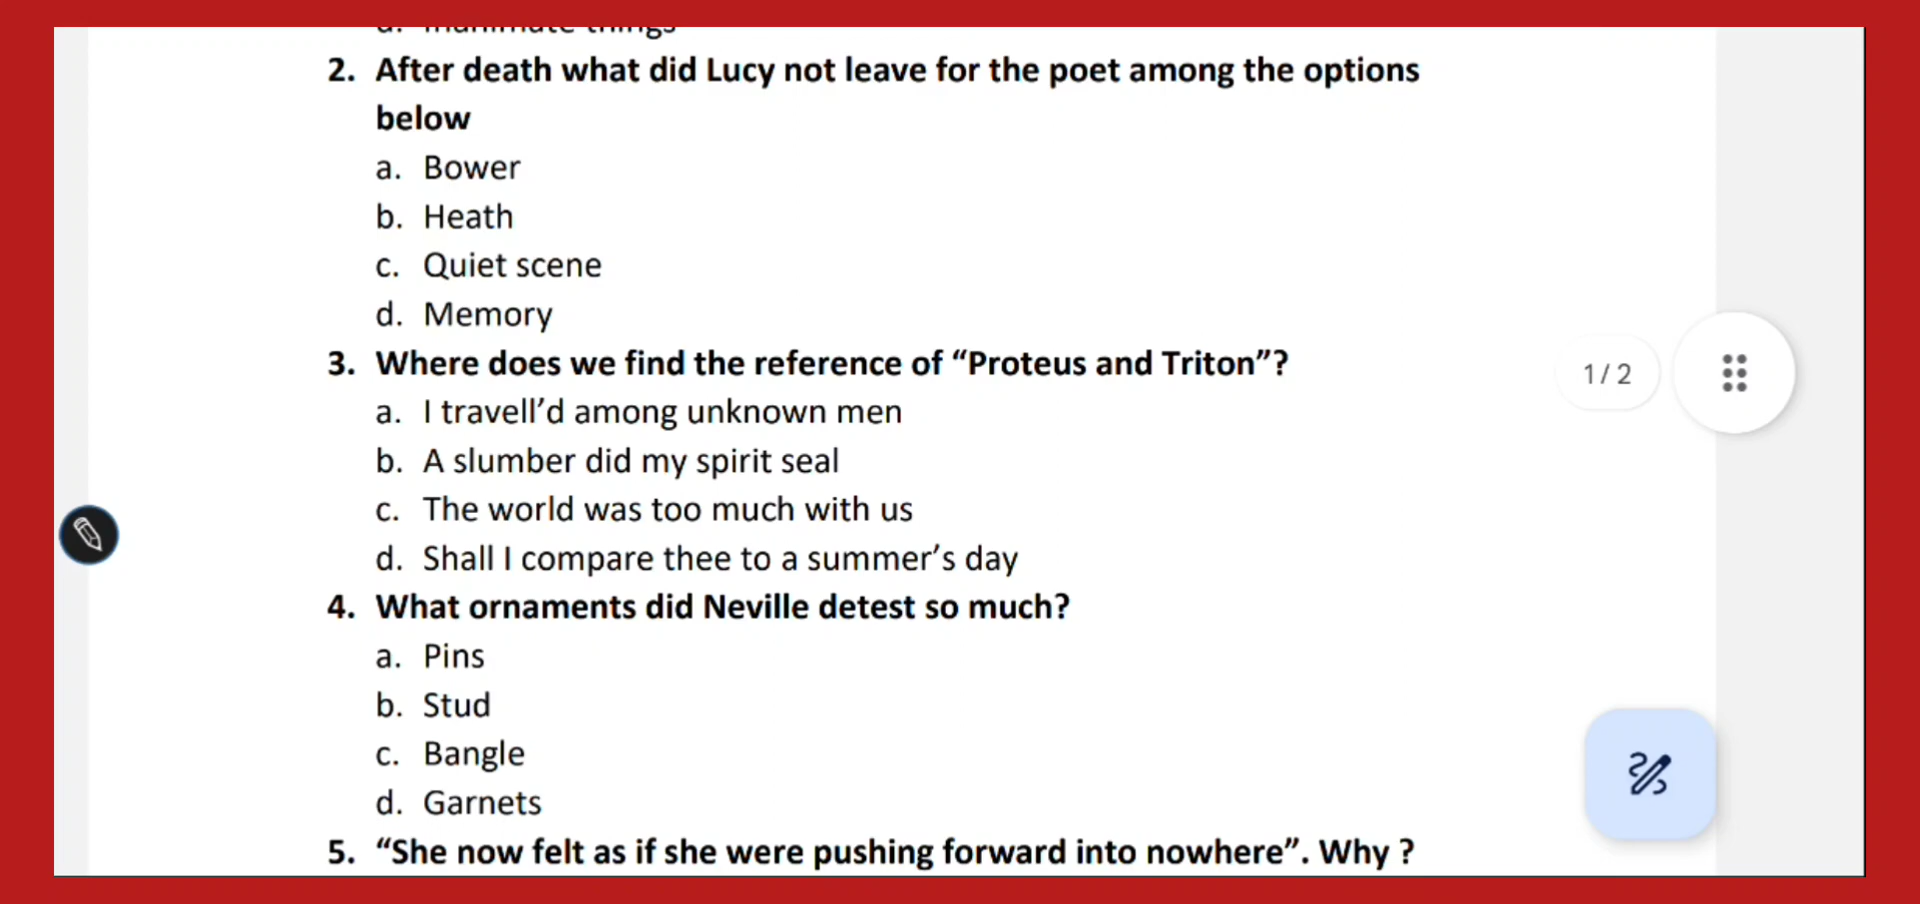 d. Inanimate things
2. After death what did Lucy not leave for the poet among the options
below
a. Bower
b. Heath
c. Quiet scene
d. Memory
3. Where does we find the reference of “Proteus and Triton”?
a. I travell’d among unknown men
b. A slumber did my spirit seal
c. The world was too much with us
d. Shall I compare thee to a summer’s day
1/2
4. What ornaments did Neville detest so much?
a. Pins
b. Stud
c. Bangle
d. Garnets
5. “She now felt as if she were pushing forward into nowhere”. Why ?